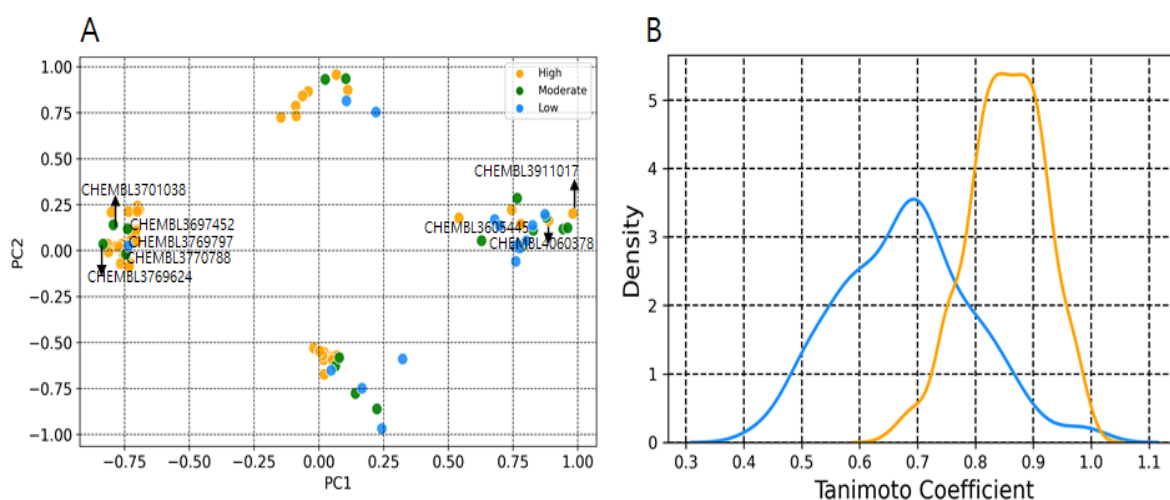 A
B
1.00
0.75
0.50
0.25
0.00
−0.25
−0.50
−0.75
−1.00
PC2
High
Moderate
Low
CHEMBL3911017
CHEMBL3701038
CHEMBL3697452
CHEMBL3605445
CHEMBL3769797
CHEMBL4060378
CHEMBL3770788
CHEMBL3769624
−0.75
−0.50
−0.25
0.00
0.25
0.50
0.75
1.00
PC1
5
4
3
2
1
0
Density
0.3
0.4
0.5
0.6
0.7
0.8
0.9
1.0
1.1
Tanimoto Coefficient